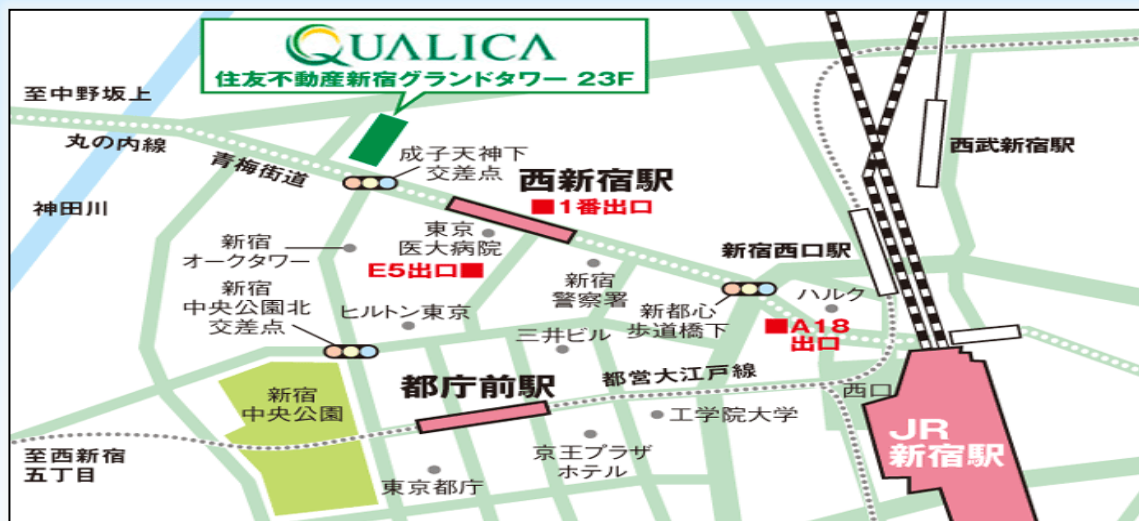 QUALICA
住友不動産新宿グランドタワー 23F
至中野坂上
丸の内線
青梅街道
神田川
成子天神下
交差点
西新宿駅
■1番出口
西武新宿駅
東京
医大病院
新宿
オークタワー
E5出口■
新宿
警察署
新宿西口駅
新都心
歩道橋下
ハルク
■A18
出口
新宿
中央公園北
交差点
ヒルトン東京
三井ビル
都庁前駅
都営大江戸線
西口
新宿
中央公園
工学院大学
JR
新宿駅
京王プラザ
ホテル
至西新宿
五丁目
東京都庁